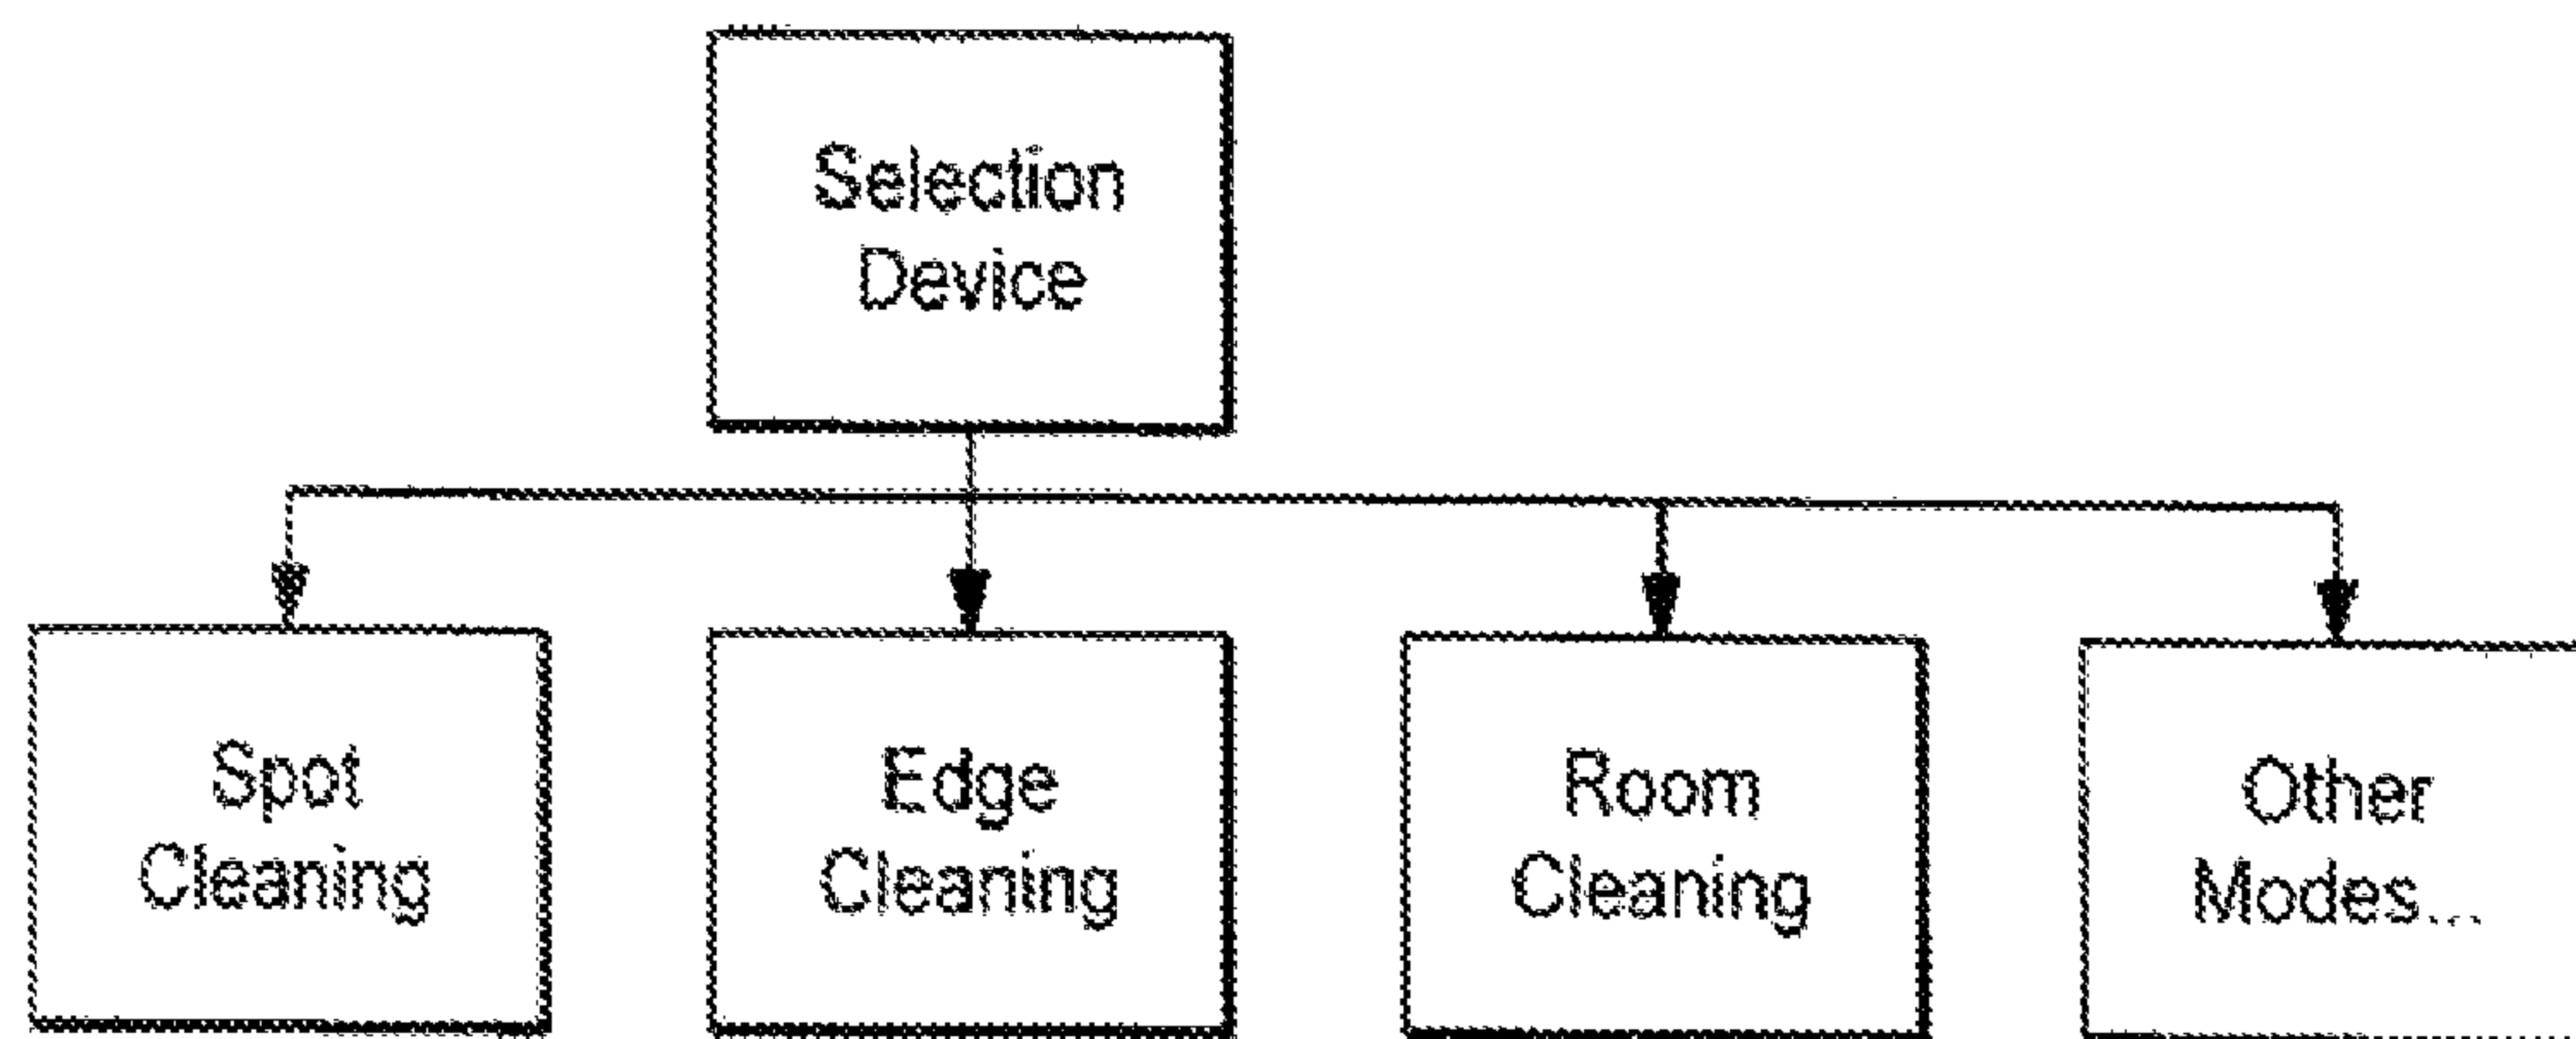 Selection
Device
Spot
Cleaning
Edge
Cleaning
Room
Cleaning
Other
Modes...